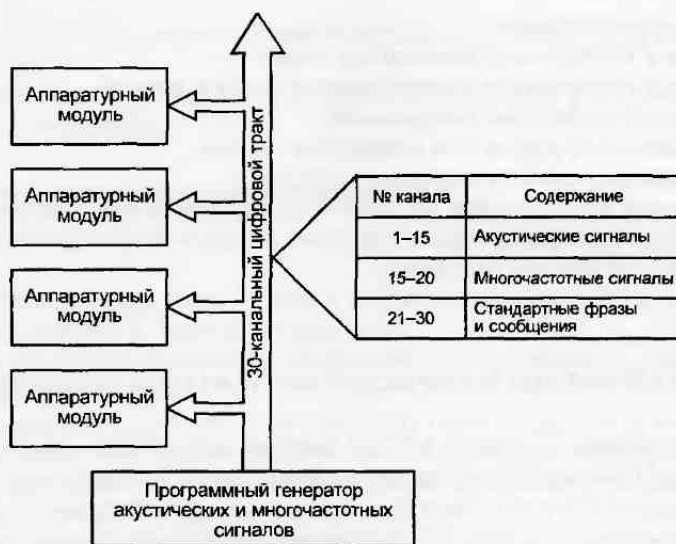 Аппаратурный
модуль
Аппаратурный
модуль
Аппаратурный
модуль
Аппаратурный
модуль
30-канальный цифровой тракт
№ канала Содержание
1–15 Акустические сигналы
15–20 Многочастотные сигналы
21–30 Стандартные фразы
и сообщения
Программный генератор
акустических и многочастотных
сигналов